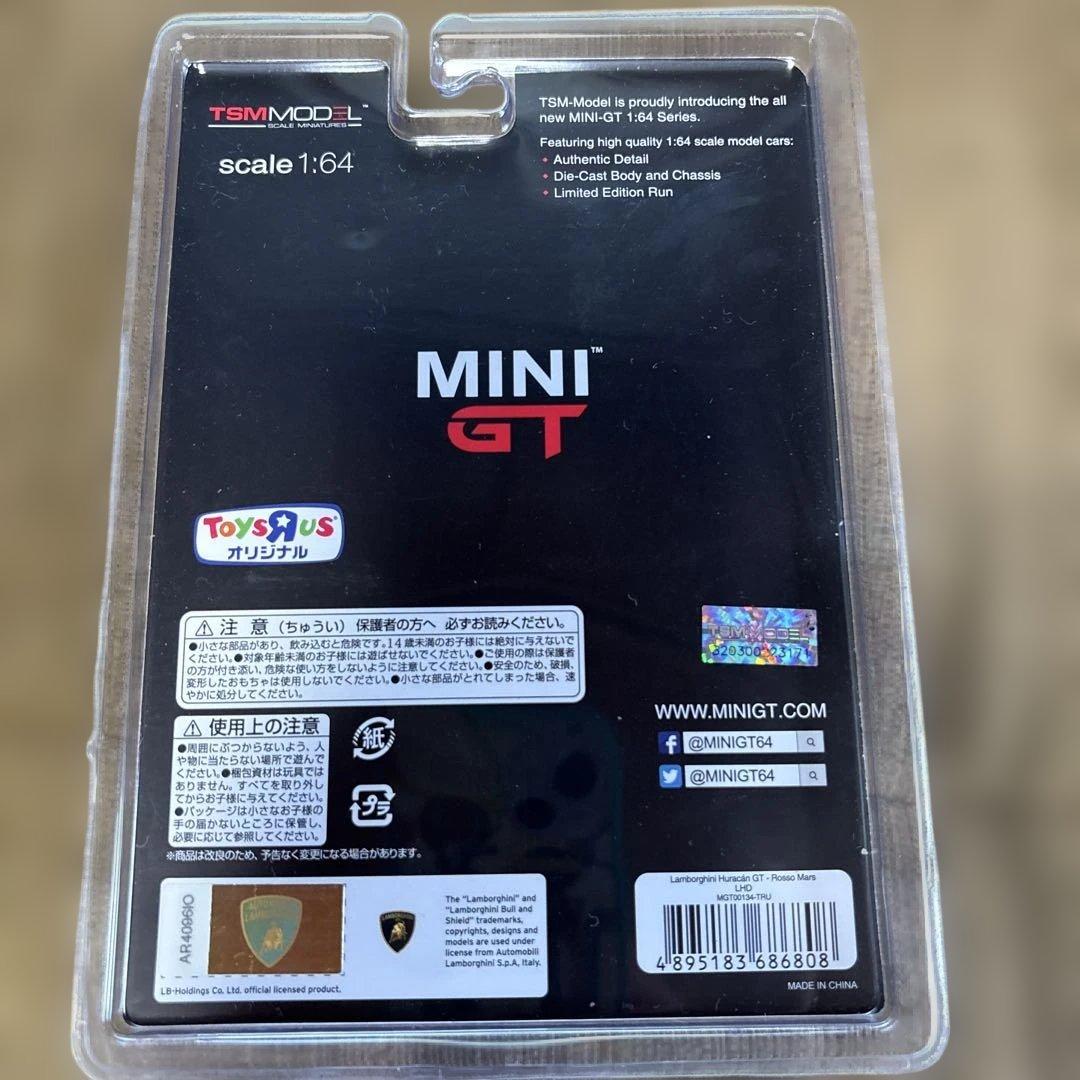 TSMMODEL™
SCALE MINIATURES
scale 1:64
TSM-Model is proudly introducing the all
new MINI-GT 1:64 Series.
Featuring high quality 1:64 scale model cars:
• Authentic Detail
• Die-Cast Body and Chassis
• Limited Edition Run
MINI™
GT
TOYSЯUS
オリジナル
⚠ 注 意 (ちゅうい) 保護者の方へ 必ずお読みください。
●小さな部品があり、飲み込むと危険です。14歳未満のお子様には絶対に与えないで
ください。●対象年齢未満のお子様には遊ばせないでください。●ご使用の際は保護者
の方が付き添い、危険な使い方をしないように注意してください。●安全のため、破損、
変形したおもちゃは使用しないでください。●小さな部品がとれてしまった場合、速
やかに処分してください。
⚠ 使用上の注意
●周囲にぶつからないよう、人
や物に当たらない場所で遊んで
ください。●梱包資材は玩具では
ありません。すべてを取り外し
てからお子様に与えてください。
●パッケージは小さなお子様の
手の届かないところに保管し、
必要に応じて参照してください。
紙
プラ
※商品は改良のため、予告なく変更になる場合があります。
TSMMODEL
WWW.MINIGT.COM
@MINIGT64
@MINIGT64
AR4096IO
AUTOMOBILI
LAMBORGHINI
LAMBORGHINI
The "Lamborghini" and
"Lamborghini Bull and
Shield" trademarks,
copyrights, designs and
models are used under
license from Automobili
Lamborghini S.p.A, Italy.
LB-Holdings Co. Ltd. official licensed product.
Lamborghini Huracán GT - Rosso Mars
LHD
MGT00134-TRU
4 895183 686808
MADE IN CHINA